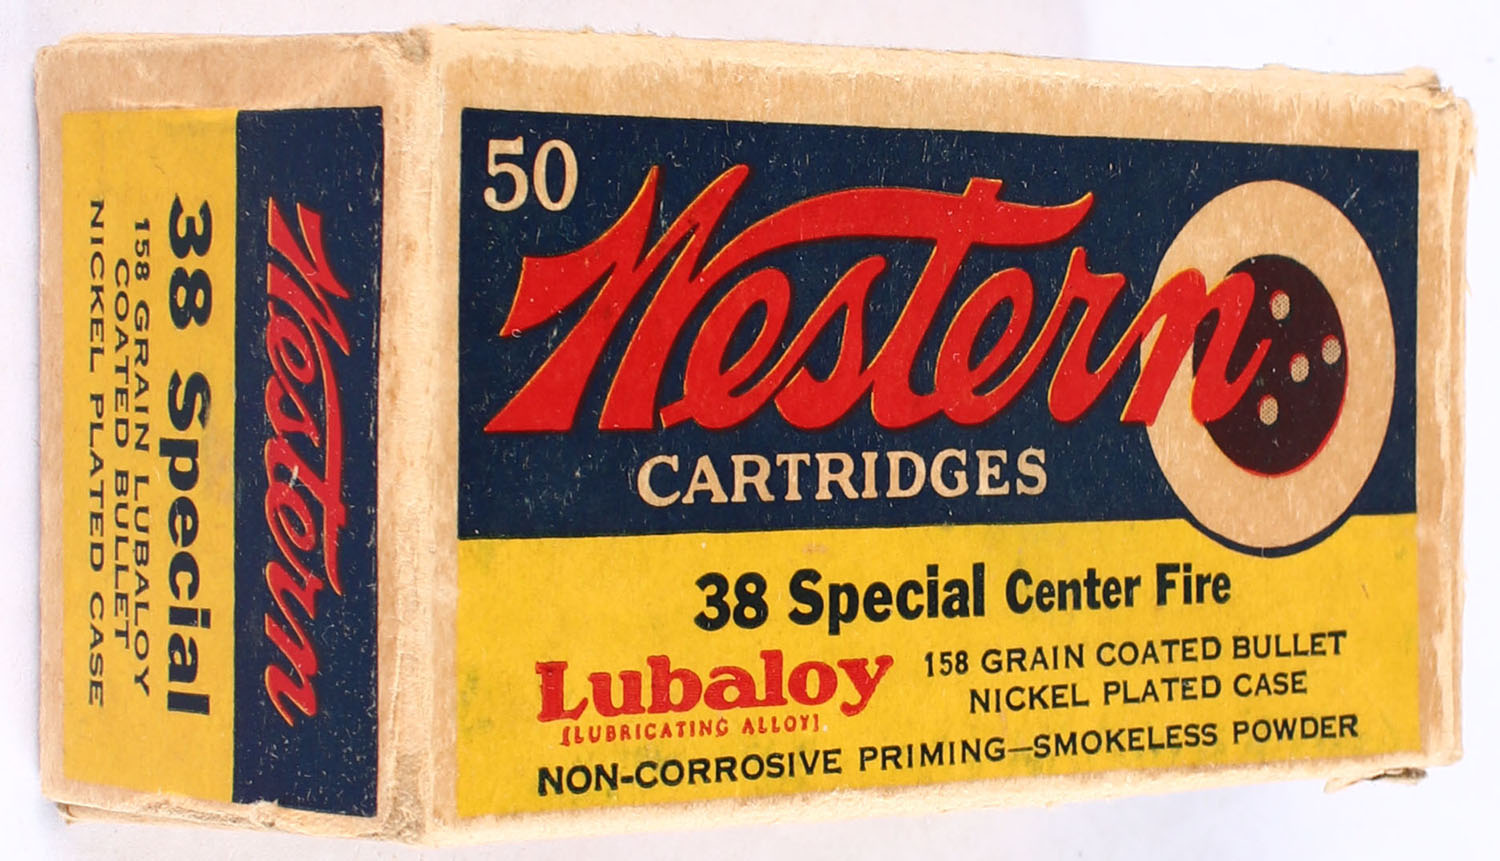 50
Western
CARTRIDGES
38 Special Center Fire
Lubaloy
[LUBRICATING ALLOY].
158 GRAIN COATED BULLET
NICKEL PLATED CASE
NON-CORROSIVE PRIMING—SMOKELESS POWDER
Western
38 Special
158 GRAIN LUBALOY
COATED BULLET
NICKEL PLATED CASE